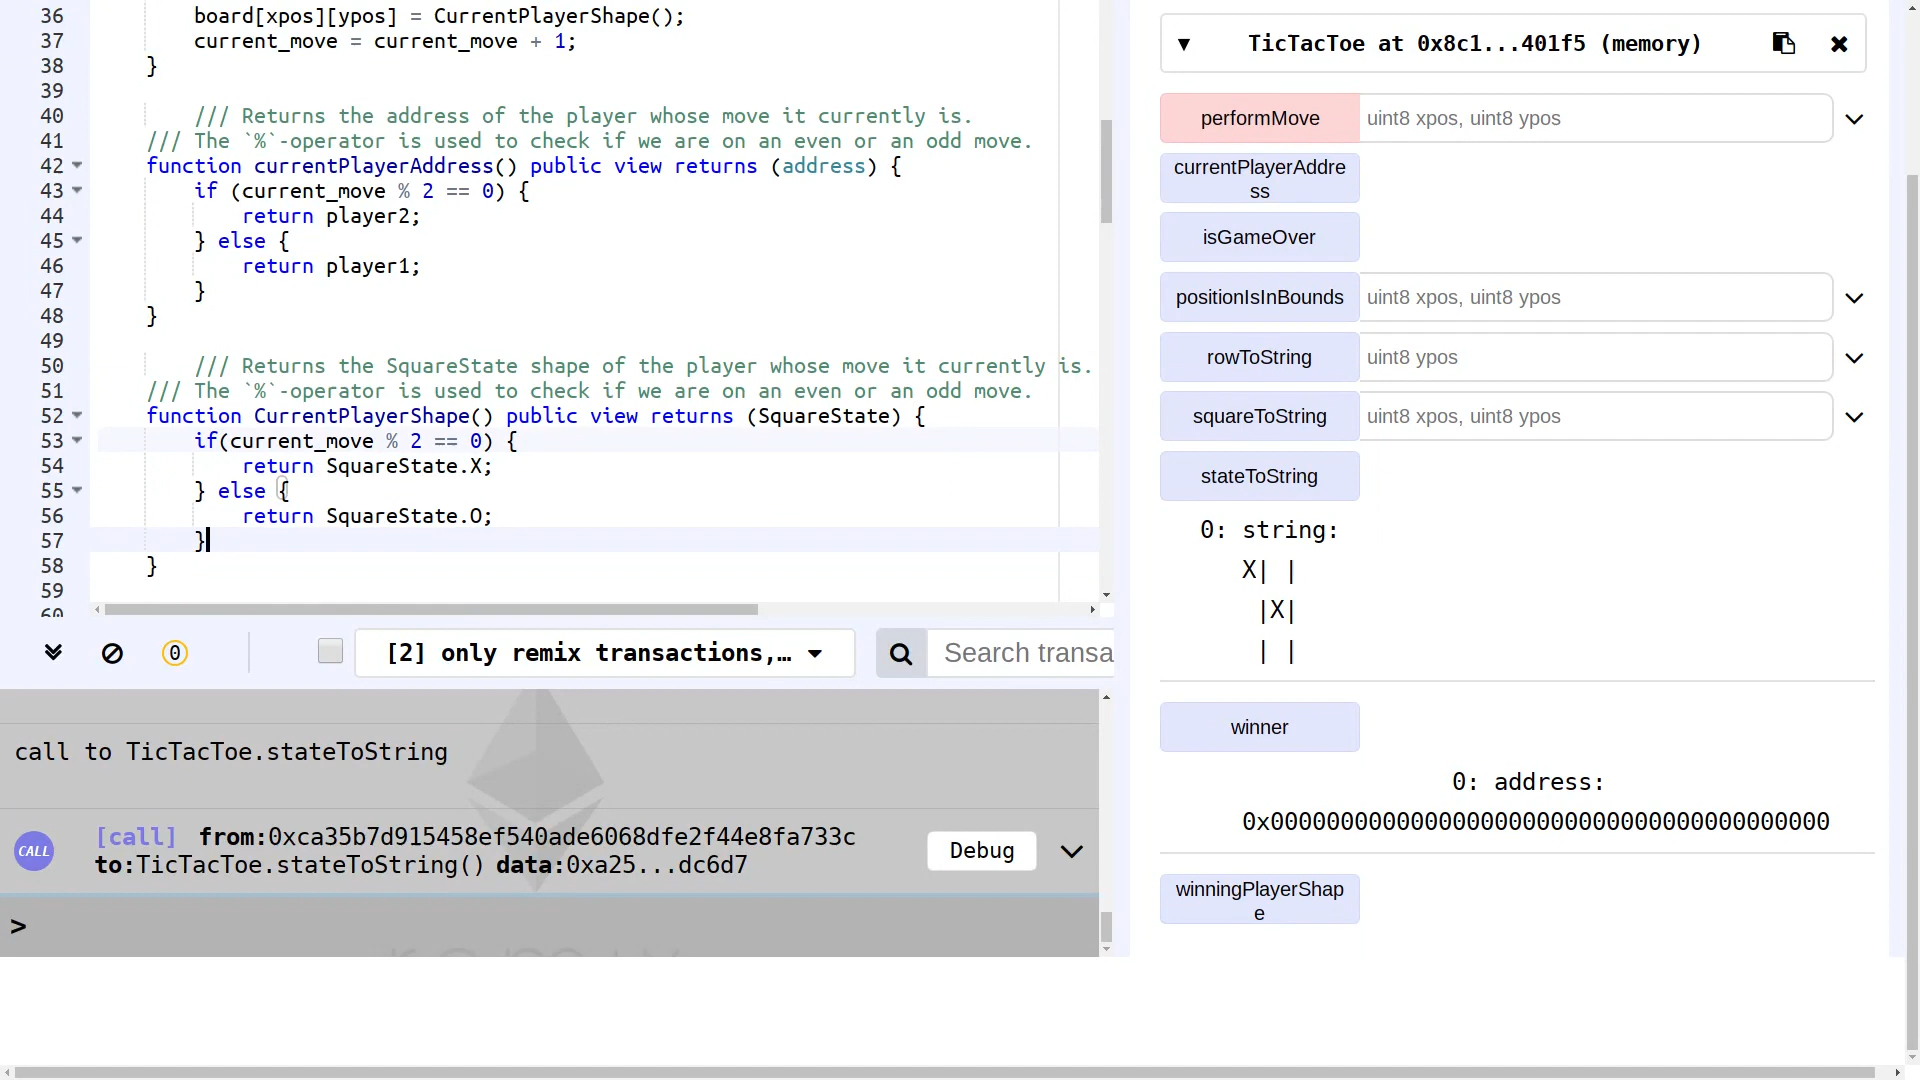 36 board[xpos][ypos] = CurrentPlayerShape();
37 current_move = current_move + 1;
38 }
39
40 /// Returns the address of the player whose move it currently is.
41 /// The `%`-operator is used to check if we are on an even or an odd move.
42 function currentPlayerAddress() public view returns (address) {
43 if (current_move % 2 == 0) {
44 return player2;
45 } else {
46 return player1;
47 }
48 }
49
50 /// Returns the SquareState shape of the player whose move it currently is.
51 /// The `%`-operator is used to check if we are on an even or an odd move.
52 function CurrentPlayerShape() public view returns (SquareState) {
53 if(current_move % 2 == 0) {
54 return SquareState.X;
55 } else {
56 return SquareState.O;
57 }
58 }
59
60
0
[2] only remix transactions,…
Search transa
call to TicTacToe.stateToString
CALL
[call] from:0xca35b7d915458ef540ade6068dfe2f44e8fa733c
to:TicTacToe.stateToString() data:0xa25...dc6d7
Debug
>
TicTacToe at 0x8c1...401f5 (memory)
performMove uint8 xpos, uint8 ypos
currentPlayerAddre
ss
isGameOver
positionIsInBounds uint8 xpos, uint8 ypos
rowToString uint8 ypos
squareToString uint8 xpos, uint8 ypos
stateToString
0: string:
X| |
|X|
| |
winner
0: address:
0x0000000000000000000000000000000000000000
winningPlayerShap
e